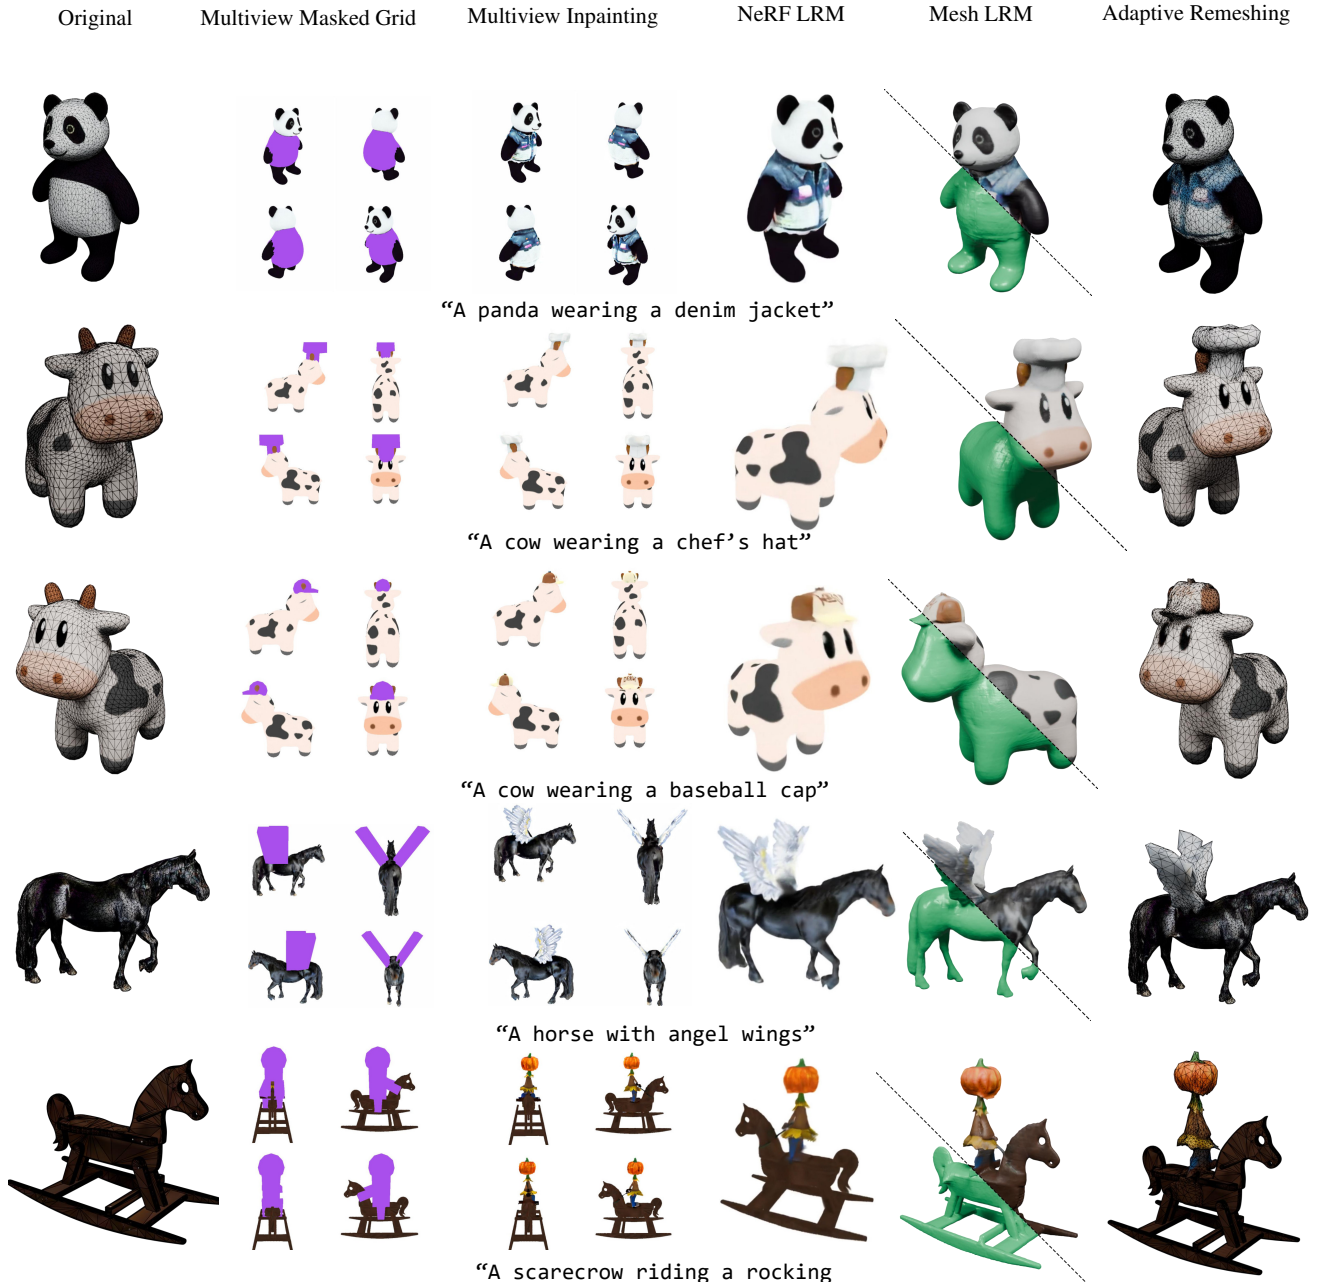 Original Multiview Masked Grid Multiview Inpainting NeRF LRM Mesh LRM Adaptive Remeshing
“A panda wearing a denim jacket”
“A cow wearing a chef’s hat”
“A cow wearing a baseball cap”
“A horse with angel wings”
“A scarecrow riding a rocking